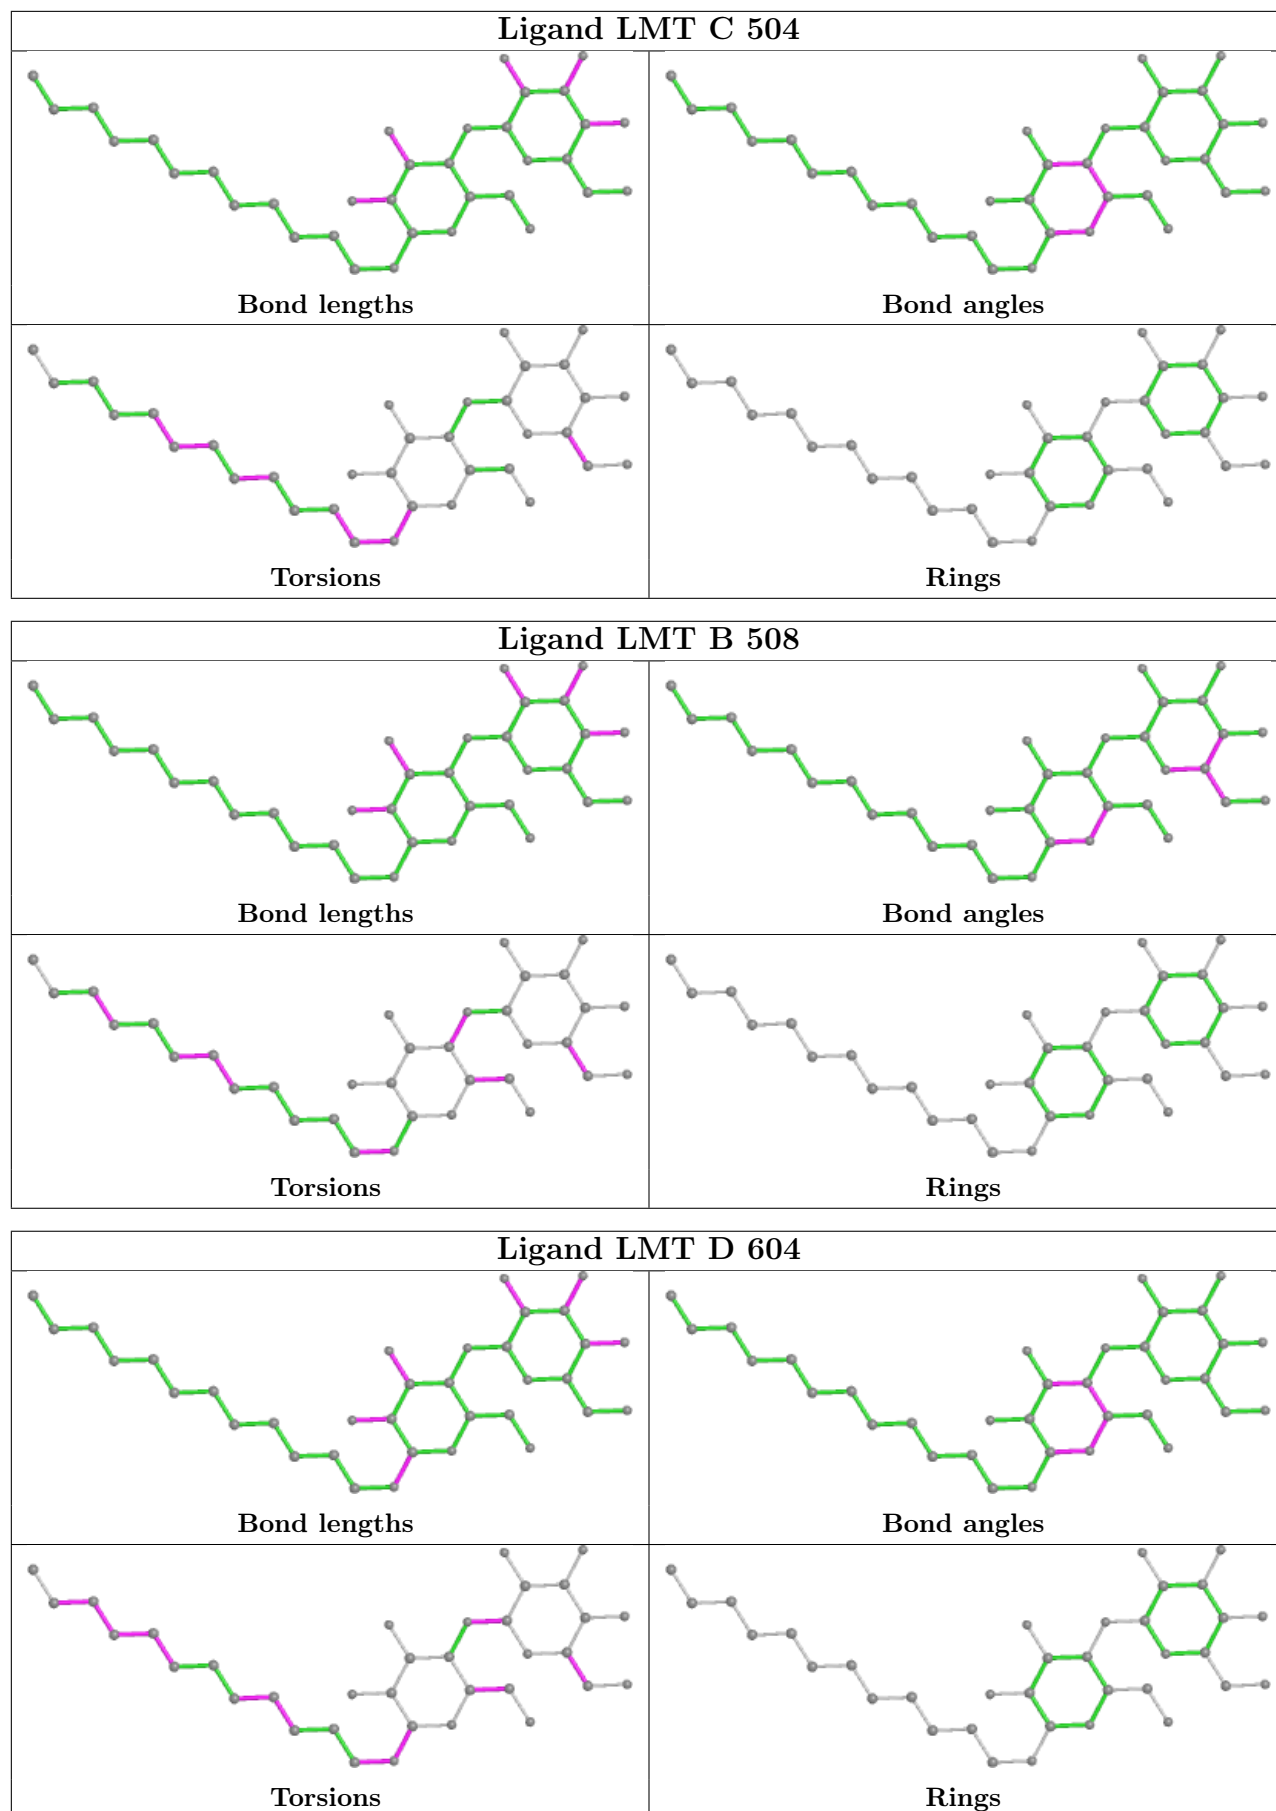 Ligand LMT C 504
Bond lengths
Bond angles
Torsions
Rings
Ligand LMT B 508
Bond lengths
Bond angles
Torsions
Rings
Ligand LMT D 604
Bond lengths
Bond angles
Torsions
Rings